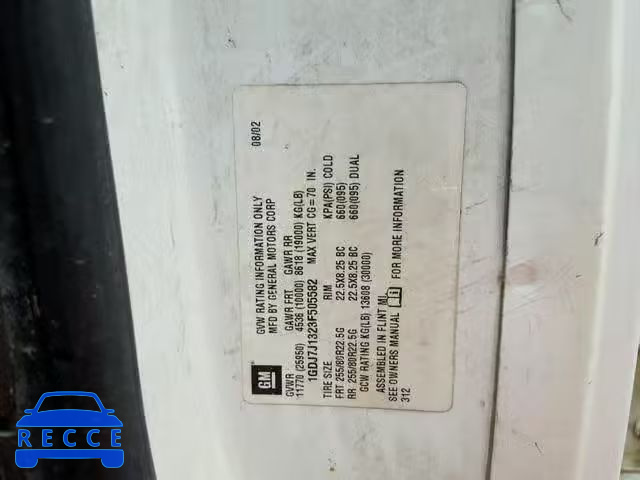 GVW RATING INFORMATION ONLY
MFD BY GENERAL MOTORS CORP 08/02
GM
GVWR GAWR FRT GAWR RR
11770 (25950) 4536 (10000) 8618 (19000) KG(LB)
1GDJ7J1323F505582 MAX VERT CG = 70 IN.
TIRE SIZE RIM KPA(PSI) COLD
FRT 255/80R22.5G 22.5X8.25 BC 660(095)
RR 255/80R22.5G 22.5X8.25 BC 660(095) DUAL
GCW RATING KG(LB) 13608 (30000)
ASSEMBLED IN FLINT MI.
SEE OWNERS MANUAL FOR MORE INFORMATION
312
RECCE